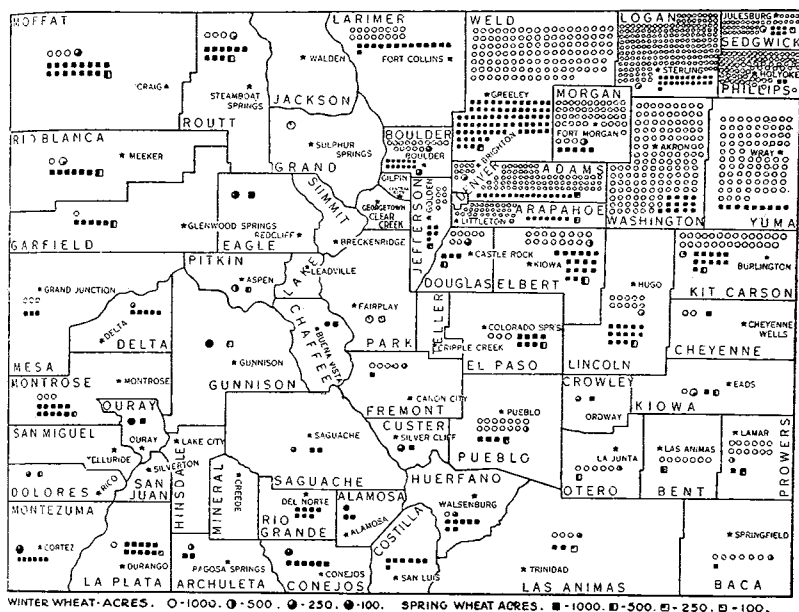 MOFFAT
LARIMER
WELD
LOGAN
JULESBURG
SEDGWICK
STERLING
HOLYOKE
PHILLIPS
WALDEN
FORT COLLINS
CRAIG
STEAMBOAT
SPRINGS
JACKSON
ROUTT
GREELEY
MORGAN
FORT MORGAN
RIO BLANCA
MEEKER
SULPHUR
SPRINGS
GRAND
BOULDER
BOULDER
BRIGHTON
AKRON
WRAY
GILPIN
DENVER
ADAMS
SUMMIT
GEORGETOWN
CLEAR
CREEK
GOLDEN
JEFFERSON
LITTLETON
ARAPAHOE
WASHINGTON
YUMA
GLENWOOD SPRINGS
REDCLIFF
GARFIELD
EAGLE
BRECKENRIDGE
PITKIN
ASPEN
LAKE
LEADVILLE
CASTLE ROCK
KIOWA
DOUGLAS
ELBERT
HUGO
BURLINGTON
KIT CARSON
GRAND JUNCTION
FAIRPLAY
DELTA
DELTA
MESA
CHAFFEE
BUENA VISTA
PARK
TELLER
COLORADO SPR'S
CRIPPLE CREEK
EL PASO
LINCOLN
CHEYENNE
WELLS
CHEYENNE
MONTROSE
MONTROSE
GUNNISON
GUNNISON
CANON CITY
FREMONT
CROWLEY
ORDWAY
EADS
KIOWA
OURAY
OURAY
SAN MIGUEL
TELLURIDE
LAKE CITY
SAGUACHE
SAGUACHE
CUSTER
SILVER CLIFF
PUEBLO
PUEBLO
LA JUNTA
OTERO
LAS ANIMAS
BENT
LAMAR
PROWERS
DOLORES
RICO
SILVERTON
SAN
JUAN
HINSDALE
MINERAL
CREEDE
DEL NORTE
RIO
GRANDE
ALAMOSA
ALAMOSA
HUERFANO
WALSENBURG
COSTILLA
MONTEZUMA
CORTEZ
DURANGO
LA PLATA
PAGOSA SPRINGS
ARCHULETA
CONEJOS
CONEJOS
SAN LUIS
TRINIDAD
LAS ANIMAS
SPRINGFIELD
BACA
WINTER WHEAT-ACRES. -1000. -500. -250. -100. SPRING WHEAT ACRES. -1000 -500. -250. -100.